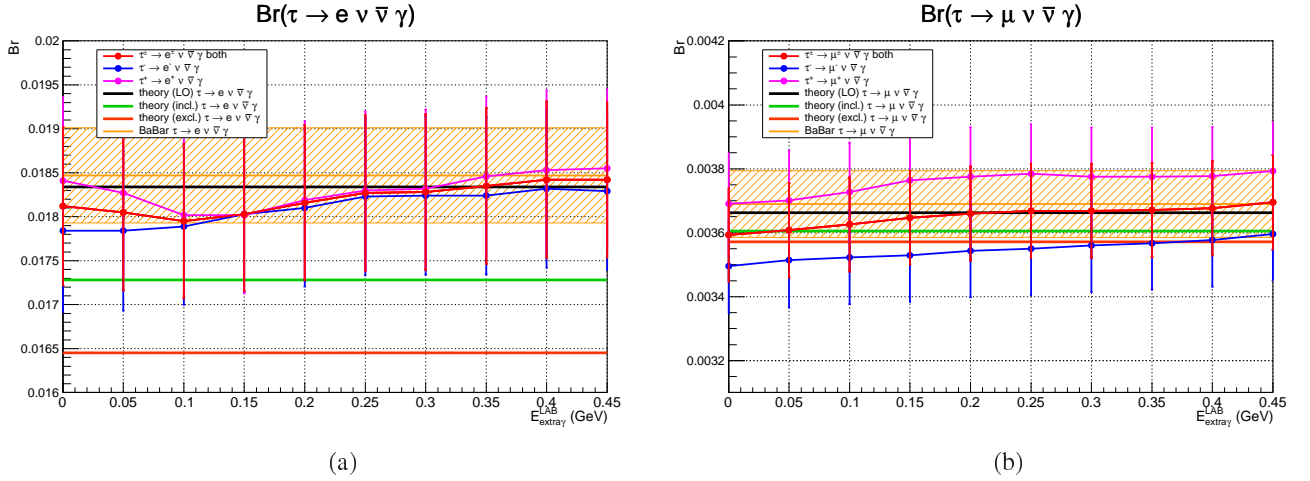 Br(τ → e ν ν̅ γ)
Br
0.02
0.0195
0.019
0.0185
0.018
0.0175
0.017
0.0165
0.016
τ± → e± ν ν̅ γ both
τ- → e- ν ν̅ γ
τ+ → e+ ν ν̅ γ
theory (LO) τ → e ν ν̅ γ
theory (incl.) τ → e ν ν̅ γ
theory (excl.) τ → e ν ν̅ γ
BaBar τ → e ν ν̅ γ
0 0.05 0.1 0.15 0.2 0.25 0.3 0.35 0.4 0.45
E^LAB_extraγ (GeV)
(a)
Br(τ → μ ν ν̅ γ)
Br
0.0042
0.004
0.0038
0.0036
0.0034
0.0032
τ± → μ± ν ν̅ γ both
τ- → μ- ν ν̅ γ
τ+ → μ+ ν ν̅ γ
theory (LO) τ → μ ν ν̅ γ
theory (incl.) τ → μ ν ν̅ γ
theory (excl.) τ → μ ν ν̅ γ
BaBar τ → μ ν ν̅ γ
0 0.05 0.1 0.15 0.2 0.25 0.3 0.35 0.4 0.45
E^LAB_extraγ (GeV)
(b)